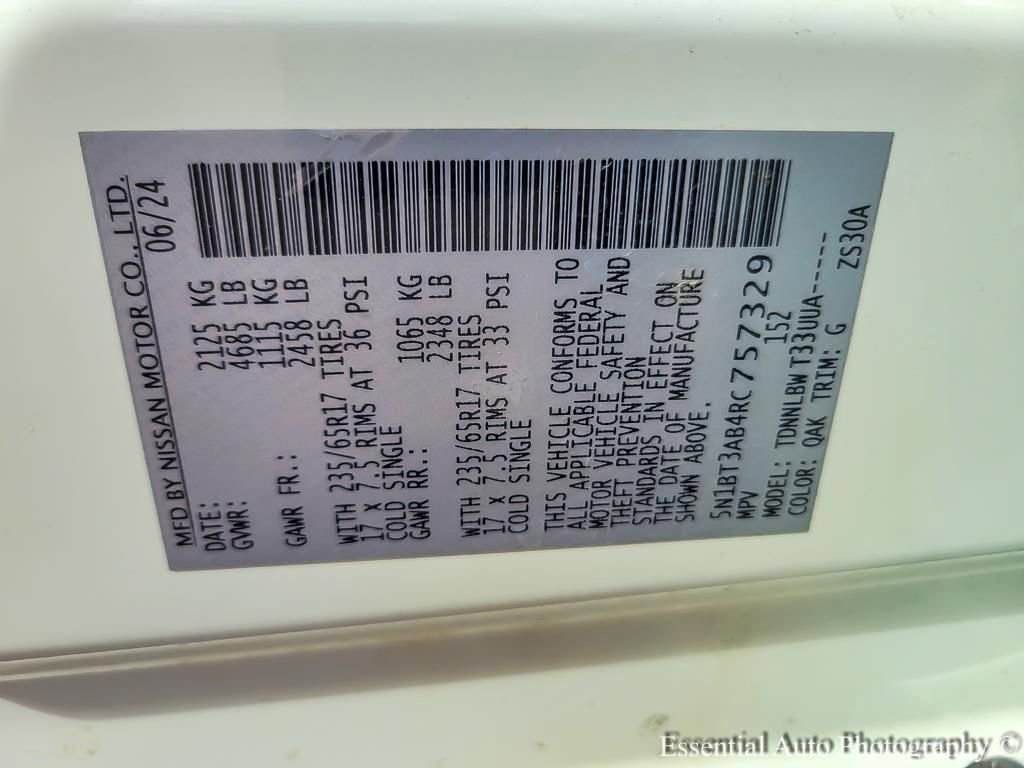 MFD BY NISSAN MOTOR CO., LTD.
DATE: 06/24
GVWR: 2125 KG
4685 LB
GAWR FR.: 1115 KG
2458 LB
WITH 235/65R17 TIRES
17 X 7.5 RIMS AT 36 PSI
COLD SINGLE
GAWR RR.: 1065 KG
2348 LB
WITH 235/65R17 TIRES
17 X 7.5 RIMS AT 33 PSI
COLD SINGLE
THIS VEHICLE CONFORMS TO
ALL APPLICABLE FEDERAL
MOTOR VEHICLE SAFETY AND
THEFT PREVENTION
STANDARDS IN EFFECT ON
THE DATE OF MANUFACTURE
SHOWN ABOVE.
5N1BT3AB4RC757329
MPV 152
MODEL: TDNNLBW T33UUA-----
COLOR: QAK TRIM: G ZS30A
Essential Auto Photography ©